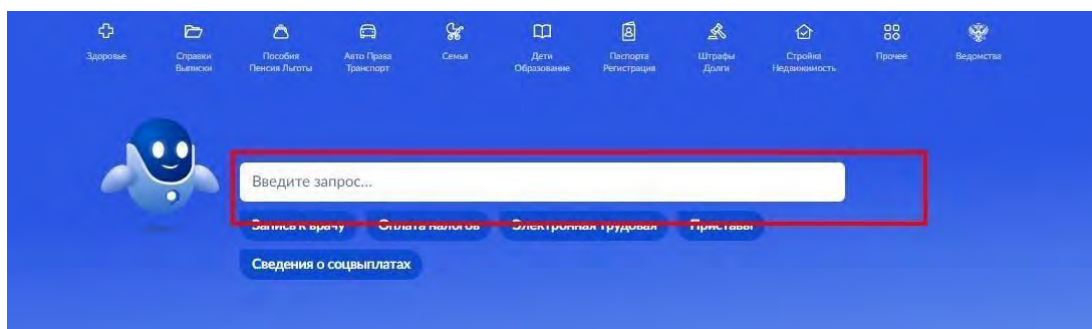 Здоровье
Справки
Выписки
Пособия
Пенсия Льготы
Авто Права
Транспорт
Семья
Дети
Образование
Паспорта
Регистрация
Штрафы
Долги
Стройка
Недвижимость
Прочее
Ведомства
Введите запрос...
Запись к врачу
Оплата налогов
Электронная трудовая
Приставы
Сведения о соцвыплатах